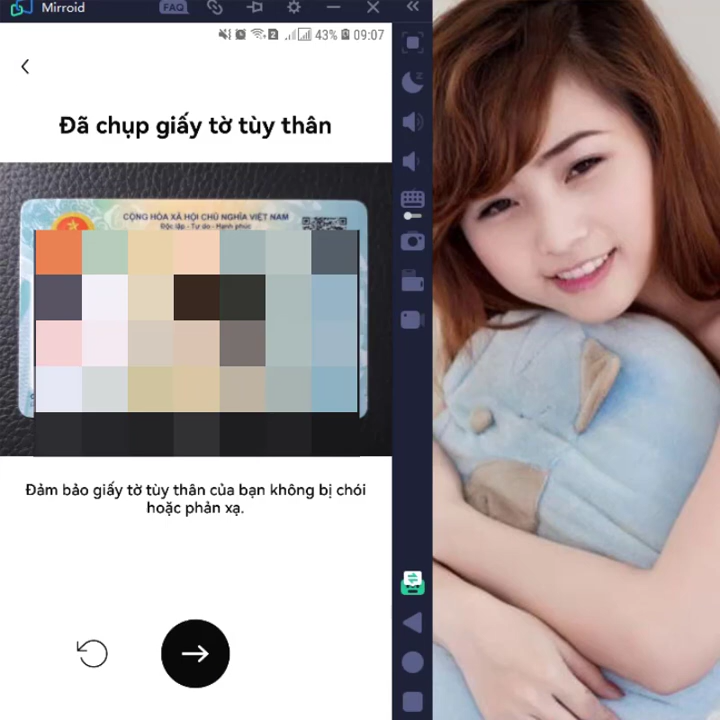 Mirroid
FAQ
43%
09:07
Đã chụp giấy tờ tùy thân
CỘNG HÒA XÃ HỘI CHỦ NGHĨA VIỆT NAM
Độc lập - Tự do - Hạnh phúc
Đảm bảo giấy tờ tùy thân của bạn không bị chói
hoặc phản xạ.